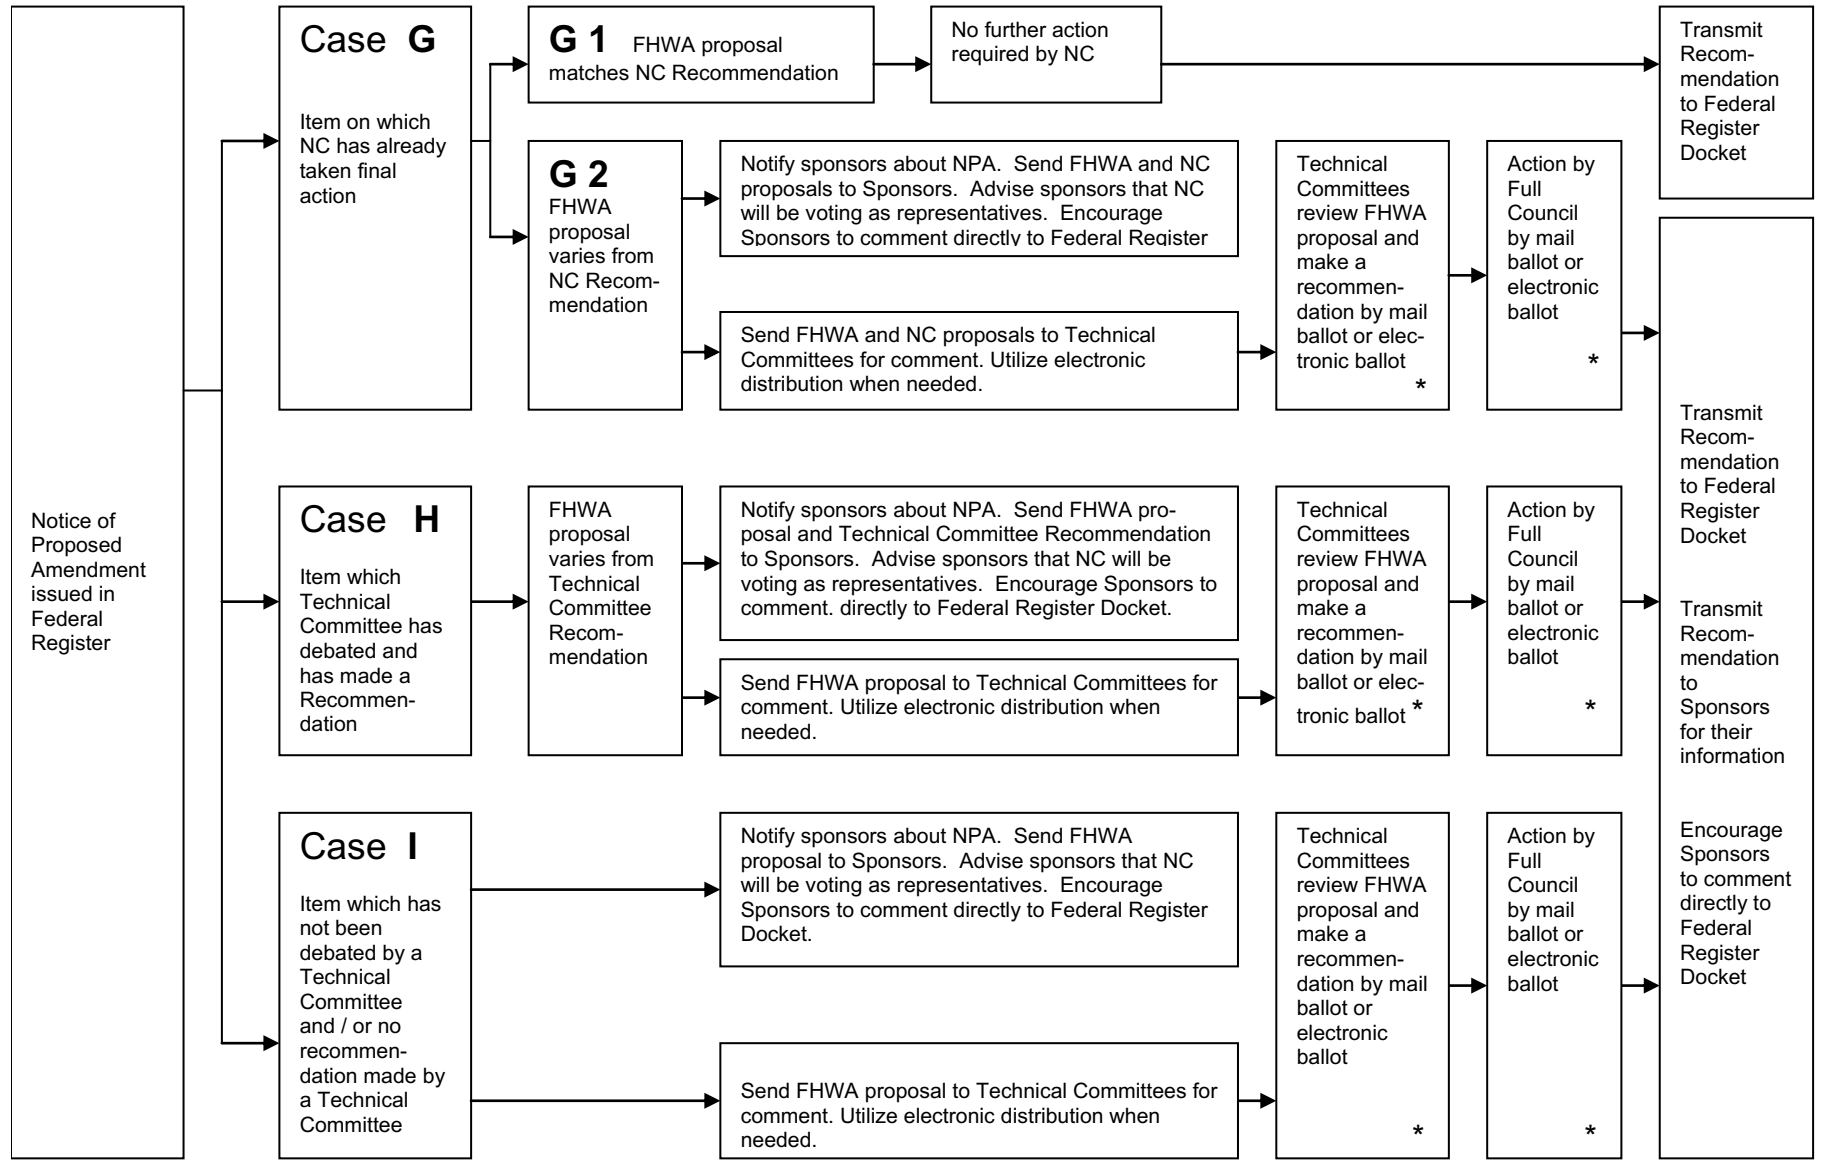 Notice of
Proposed
Amendment
issued in
Federal
Register
Case G
Item on which
NC has already
taken final
action
G 1 FHWA proposal
matches NC Recommendation
No further action
required by NC
Transmit
Recom-
mendation
to Federal
Register
Docket
G 2
FHWA
proposal
varies from
NC Recom-
mendation
Notify sponsors about NPA. Send FHWA and NC
proposals to Sponsors. Advise sponsors that NC
will be voting as representatives. Encourage
Sponsors to comment directly to Federal Register
Send FHWA and NC proposals to Technical
Committees for comment. Utilize electronic
distribution when needed.
Technical
Committees
review FHWA
proposal and
make a
recommen-
dation by mail
ballot or elec-
tronic ballot
*
Action by
Full
Council
by mail
ballot or
electronic
ballot
*
Case H
Item which
Technical
Committee has
debated and
has made a
Recommen-
dation
FHWA
proposal
varies from
Technical
Committee
Recom-
mendation
Notify sponsors about NPA. Send FHWA pro-
posal and Technical Committee Recommendation
to Sponsors. Advise sponsors that NC will be
voting as representatives. Encourage Sponsors to
comment. directly to Federal Register Docket.
Send FHWA proposal to Technical Committees for
comment. Utilize electronic distribution when
needed.
Technical
Committees
review FHWA
proposal and
make a
recommen-
dation by mail
ballot or elec-
tronic ballot *
Action by
Full
Council
by mail
ballot or
electronic
ballot
*
Case I
Item which has
not been
debated by a
Technical
Committee
and / or no
recommen-
dation made by
a Technical
Committee
Notify sponsors about NPA. Send FHWA
proposal to Sponsors. Advise sponsors that NC
will be voting as representatives. Encourage
Sponsors to comment directly to Federal Register
Docket.
Send FHWA proposal to Technical Committees for
comment. Utilize electronic distribution when
needed.
Technical
Committees
review FHWA
proposal and
make a
recommen-
dation by mail
ballot or
electronic
ballot
*
Action by
Full
Council
by mail
ballot or
electronic
ballot
*
Transmit
Recom-
mendation
to Federal
Register
Docket
Transmit
Recom-
mendation
to
Sponsors
for their
information
Encourage
Sponsors
to comment
directly to
Federal
Register
Docket